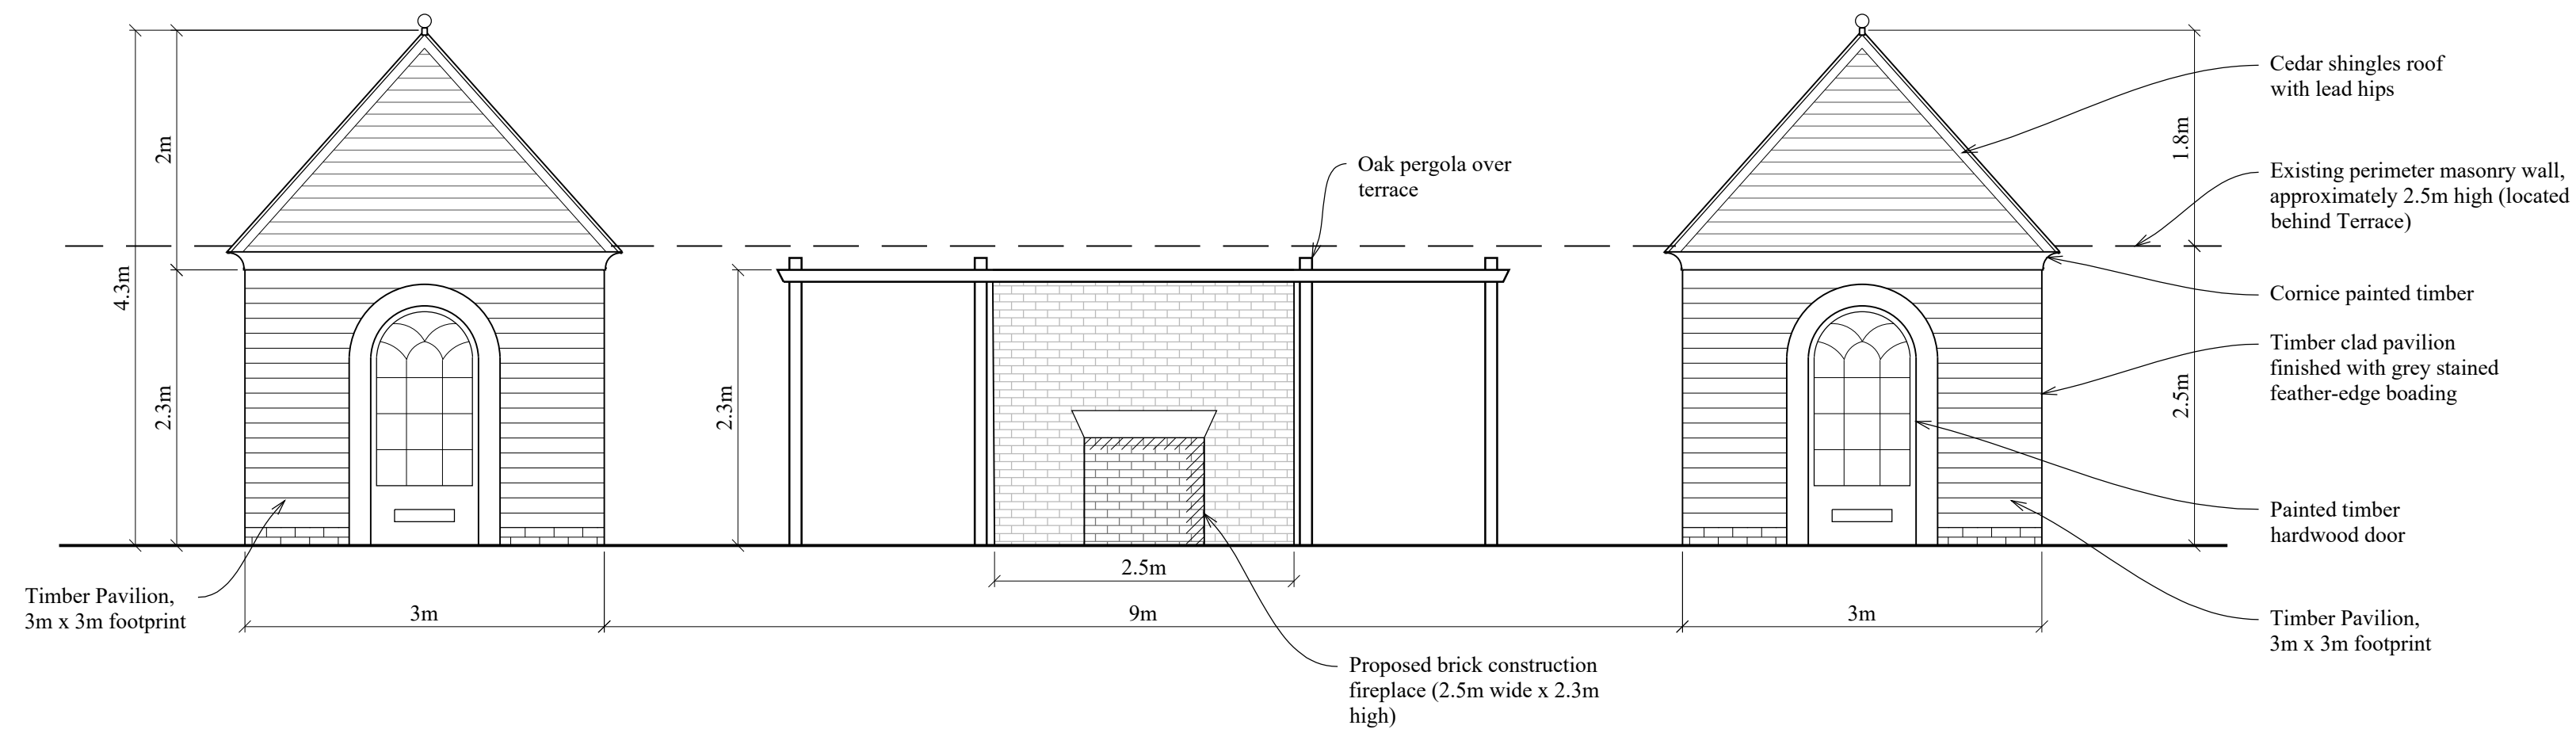 Cedar shingles roof
with lead hips
2m
1.8m
Oak pergola over
terrace
Existing perimeter masonry wall,
approximately 2.5m high (located
behind Terrace)
4.3m
Cornice painted timber
Timber clad pavilion
finished with grey stained
feather-edge boading
2.3m
2.3m
2.5m
Painted timber
hardwood door
2.5m
Timber Pavilion,
3m x 3m footprint
3m
9m
3m
Timber Pavilion,
3m x 3m footprint
Proposed brick construction
fireplace (2.5m wide x 2.3m
high)